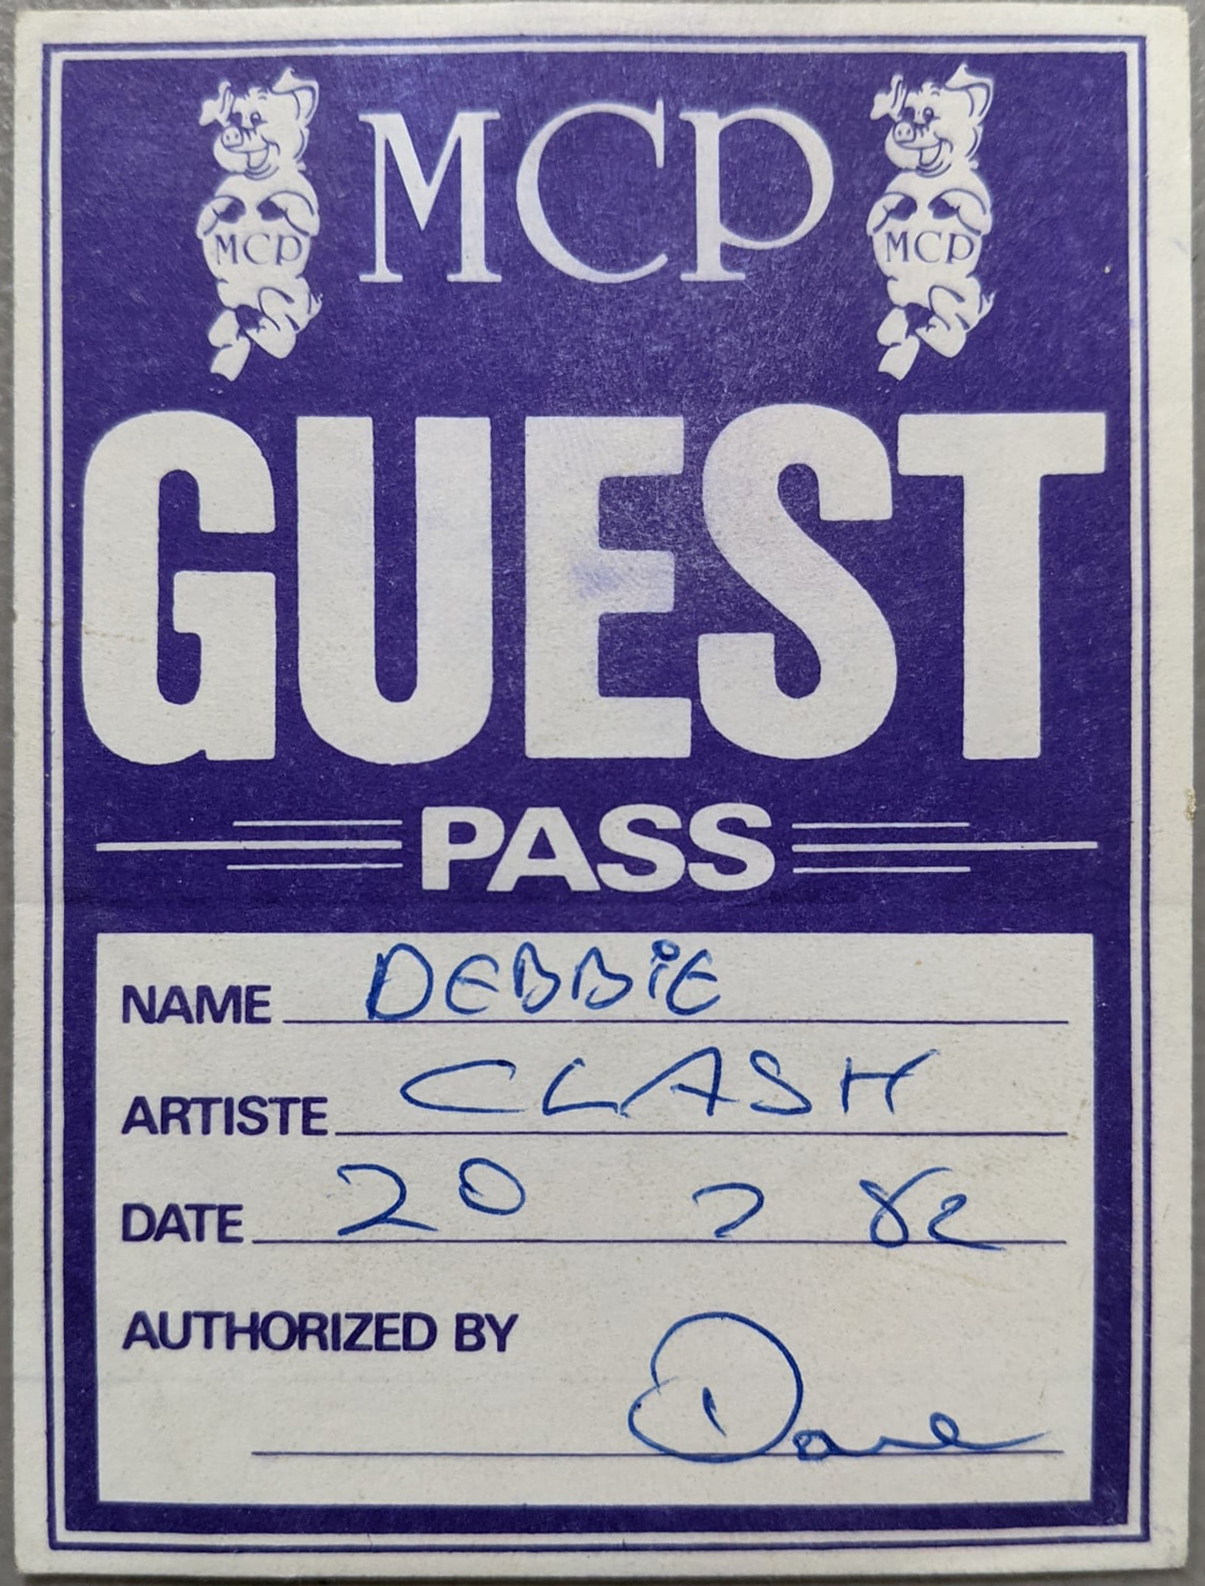 MCP MCP MCP
GUEST
PASS
NAME DEBBIE
ARTISTE CLASH
DATE 20 7 82
AUTHORIZED BY
Dave